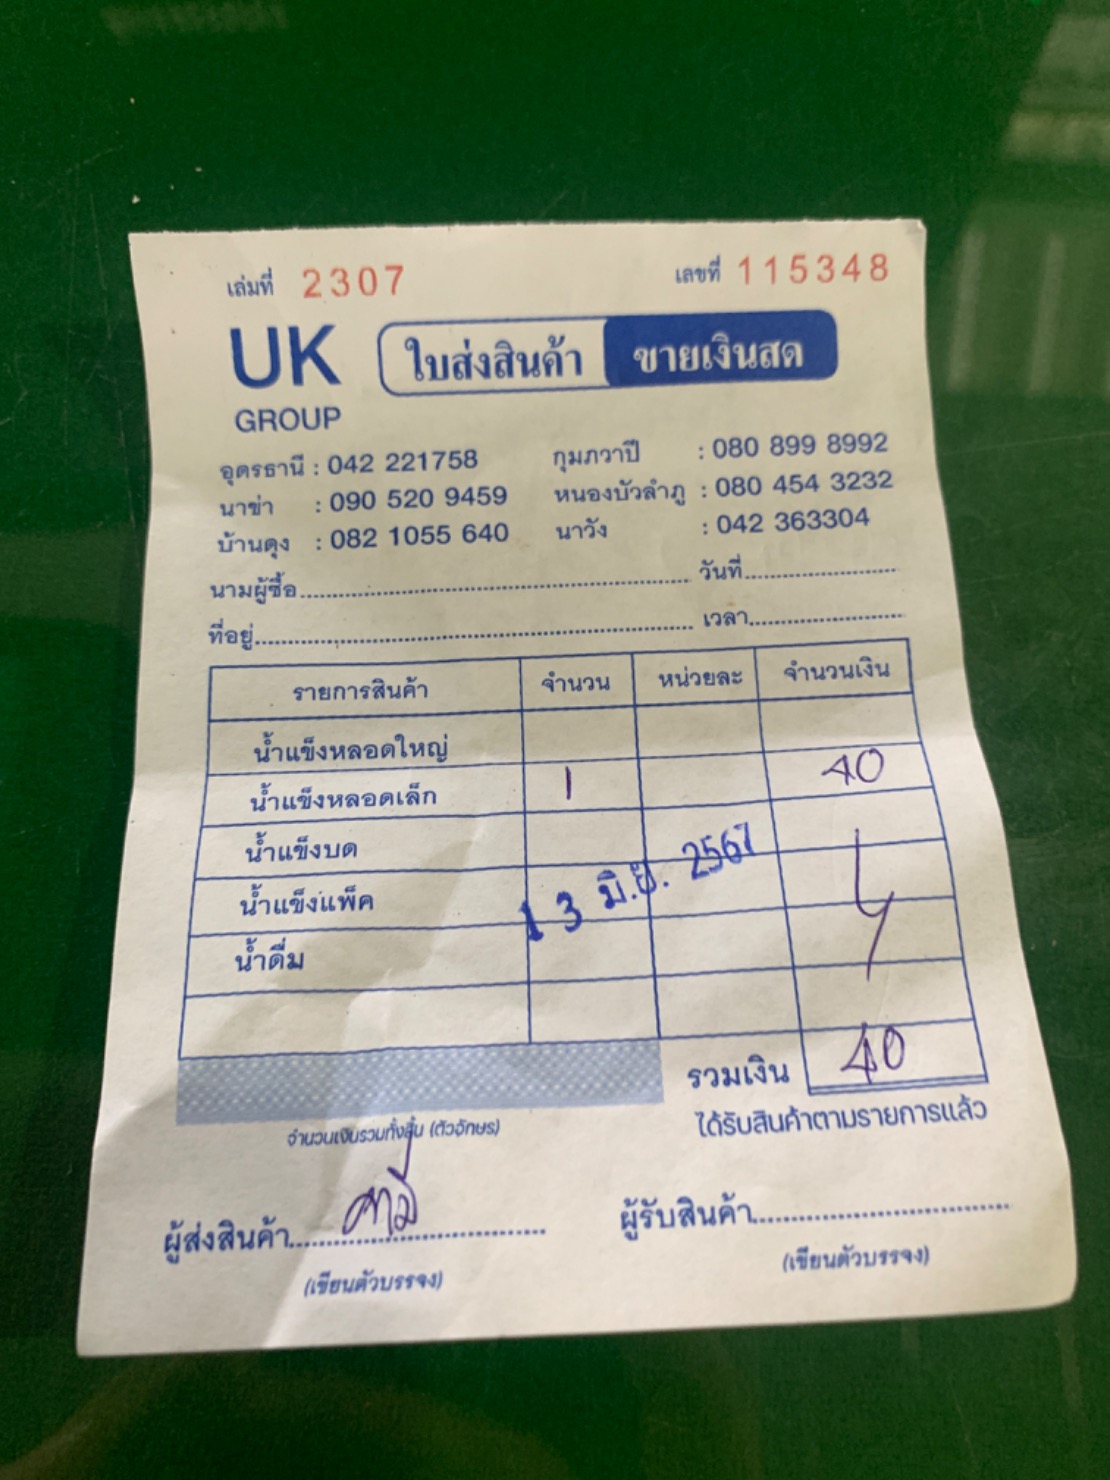 เล่มที่ 2307 เลขที่ 115348
UK ใบส่งสินค้า ขายเงินสด
GROUP
อุดรธานี : 042 221758 กุมภวาปี : 080 899 8992
นาข่า : 090 520 9459 หนองบัวลำภู : 080 454 3232
บ้านดุง : 082 1055 640 นาวัง : 042 363304
นามผู้ซื้อ วันที่
ที่อยู่ เวลา
รายการสินค้า จำนวน หน่วยละ จำนวนเงิน
น้ำแข็งหลอดใหญ่
น้ำแข็งหลอดเล็ก 1 40
น้ำแข็งบด
น้ำแข็งแพ็ค
13 มิ.ย. 2567
น้ำดื่ม
รวมเงิน 40
จำนวนเงินรวมทั้งสิ้น (ตัวอักษร) ได้รับสินค้าตามรายการแล้ว
ผู้ส่งสินค้า ผู้รับสินค้า
(เขียนตัวบรรจง) (เขียนตัวบรรจง)